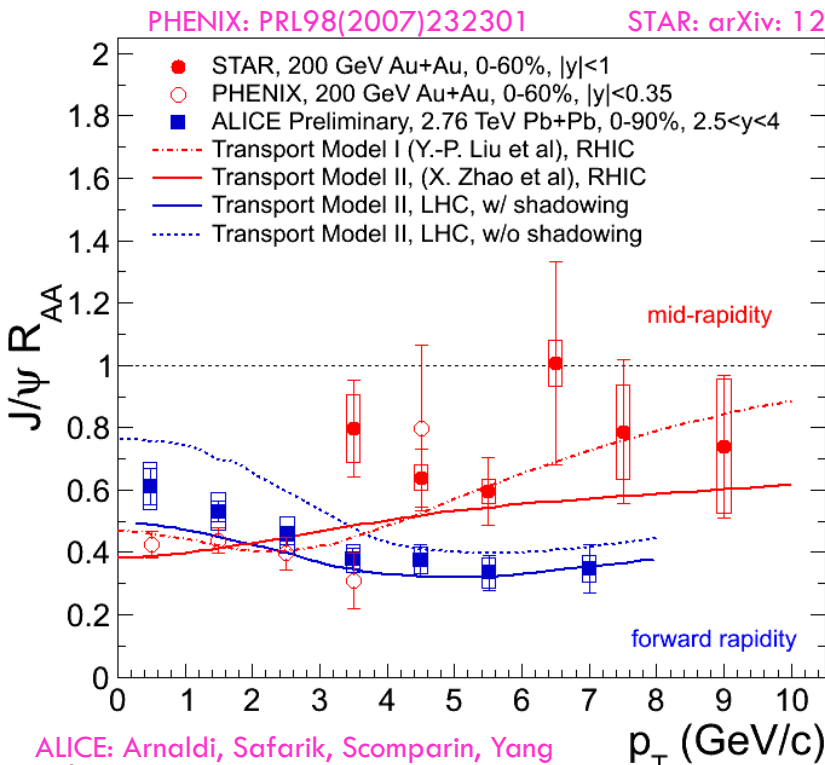 PHENIX: PRL98(2007)232301 STAR: arXiv: 12
STAR, 200 GeV Au+Au, 0-60%, |y|<1
PHENIX, 200 GeV Au+Au, 0-60%, |y|<0.35
ALICE Preliminary, 2.76 TeV Pb+Pb, 0-90%, 2.5<y<4
Transport Model I (Y.-P. Liu et al), RHIC
Transport Model II, (X. Zhao et al), RHIC
Transport Model II, LHC, w/ shadowing
Transport Model II, LHC, w/o shadowing
2
1.8
1.6
1.4
1.2
1
0.8
0.6
0.4
0.2
0
J/ψ R_AA
mid-rapidity
forward rapidity
0 1 2 3 4 5 6 7 8 9 10
p_T (GeV/c)
ALICE: Arnaldi, Safarik, Scomparin, Yang